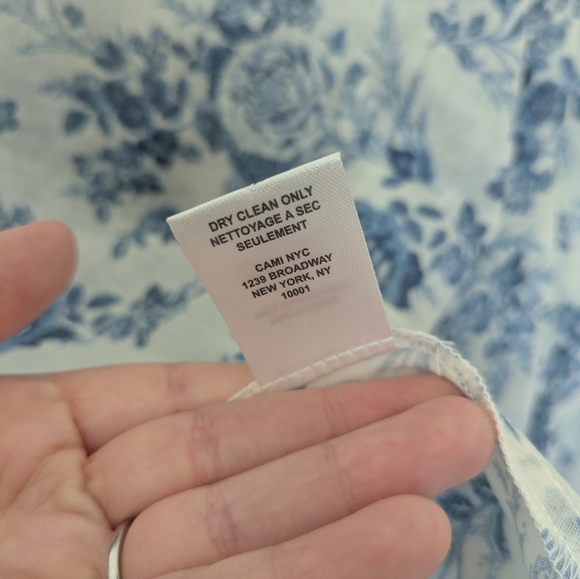 DRY CLEAN ONLY
NETTOYAGE A SEC
SEULEMENT
CAMI NYC
1239 BROADWAY
NEW YORK, NY
10001